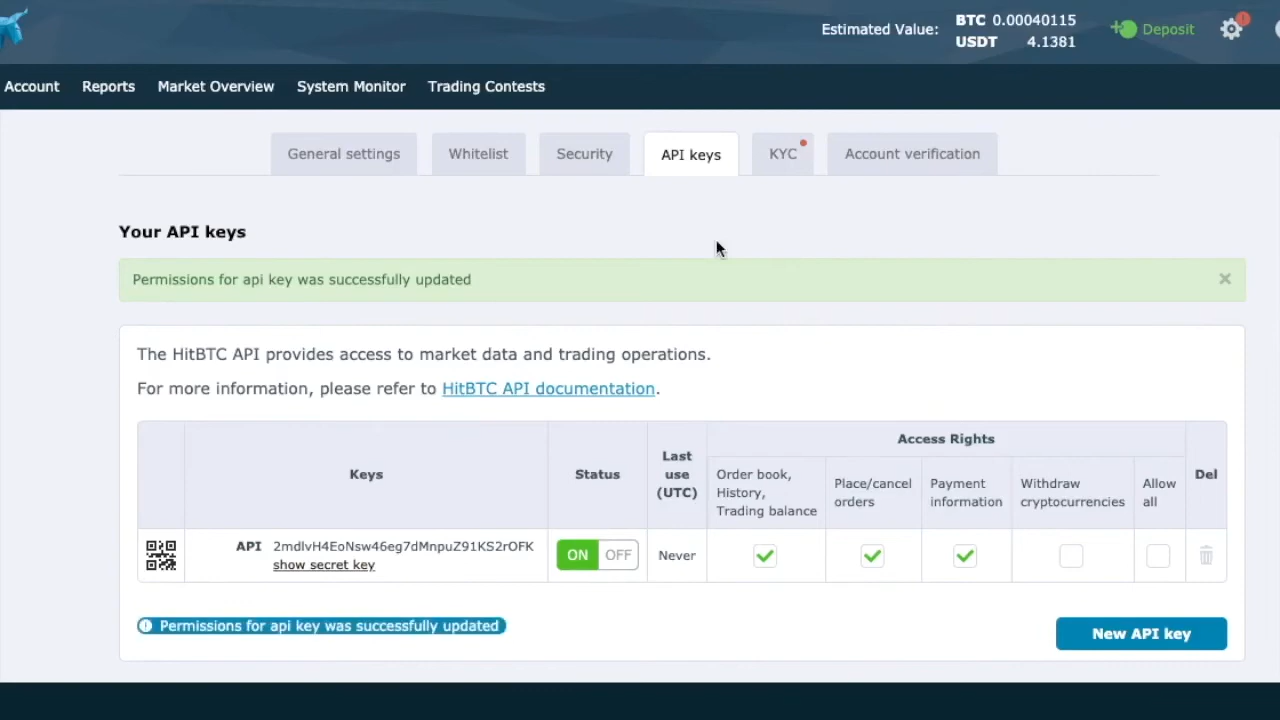 Estimated Value:
BTC 0.00040115
USDT 4.1381
Deposit
Account Reports Market Overview System Monitor Trading Contests
General settings Whitelist Security API keys KYC Account verification
Your API keys
Permissions for api key was successfully updated
The HitBTC API provides access to market data and trading operations.
For more information, please refer to HitBTC API documentation.
Keys
Status
Last
use
(UTC)
Access Rights
Order book,
History,
Trading balance
Place/cancel
orders
Payment
information
Withdraw
cryptocurrencies
Allow
all
Del
API 2mdlvH4EoNsw46eg7dMnpuZ91KS2rOFK
show secret key
ON OFF
Never
Permissions for api key was successfully updated
New API key